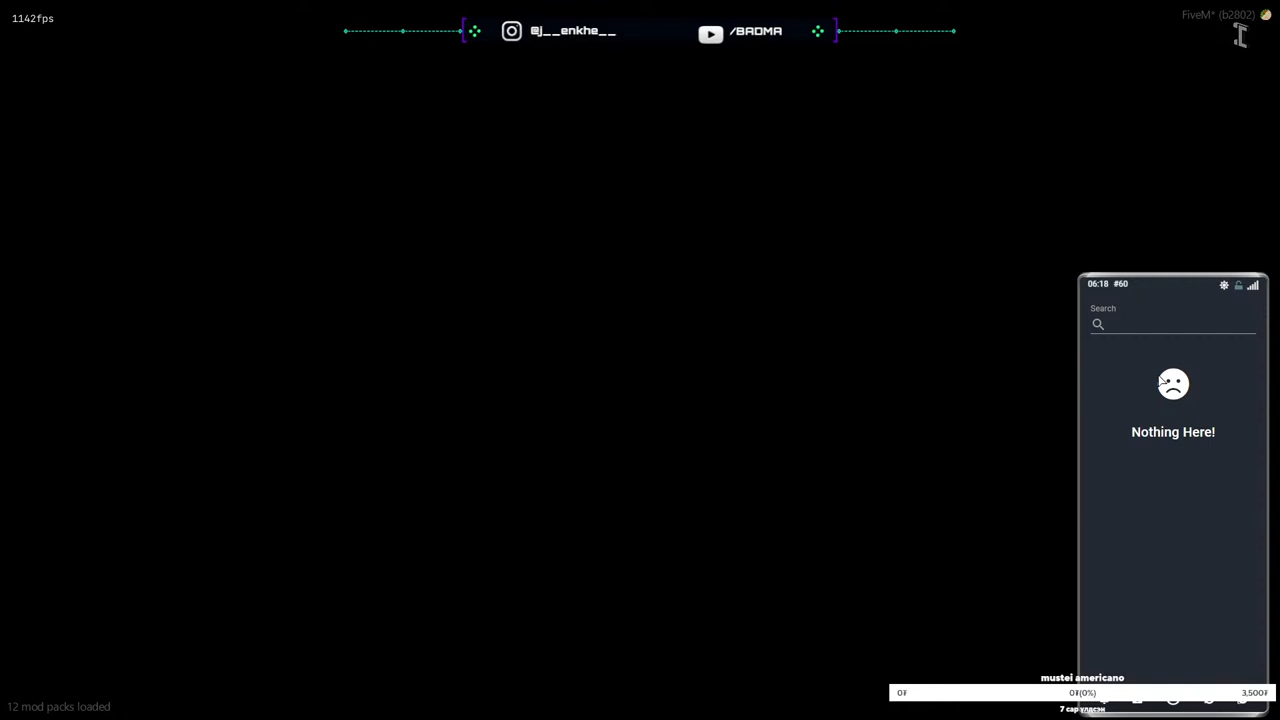 1142fps
@j__enkhe__
/BADMA
FiveM* (b2802)
06:18 #60
Search
Nothing Here!
mustei americano
0₮
0₮(0%)
3,500₮
7 сар үлдсэн
12 mod packs loaded